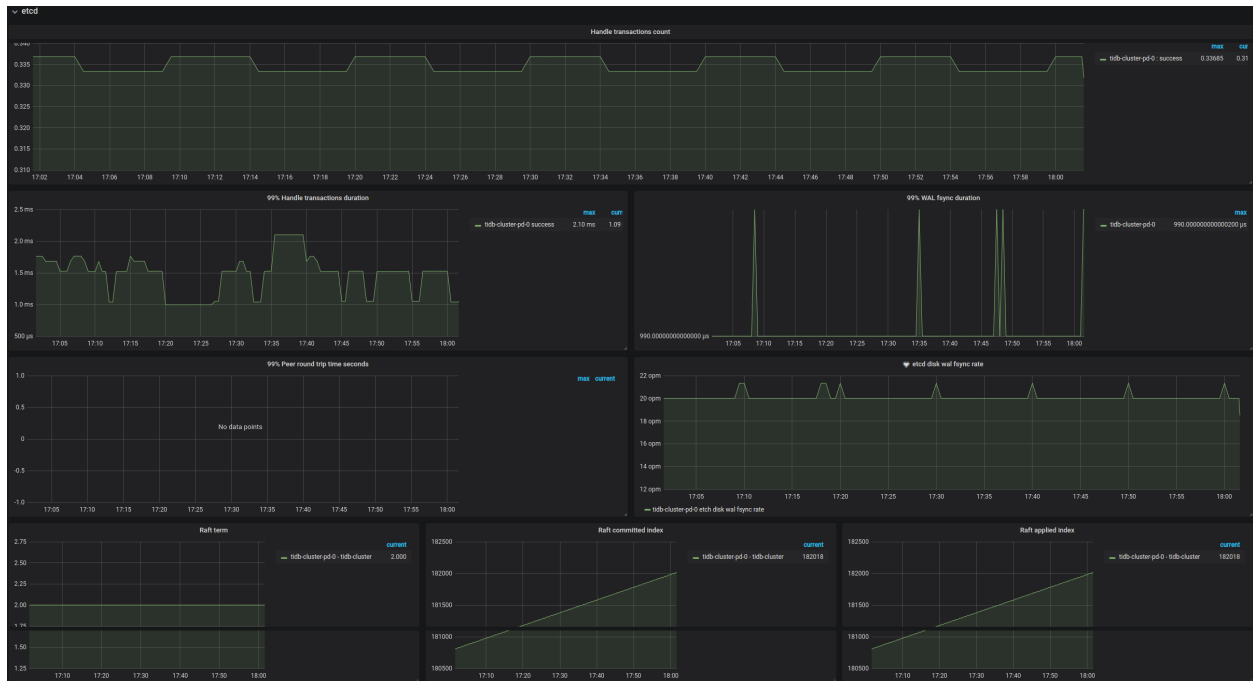 etcd
Handle transactions count
max cur
0.340
tidb-cluster-pd-0 : success 0.33685 0.31
0.335
0.330
0.325
0.320
0.315
0.310
17:02 17:04 17:06 17:08 17:10 17:12 17:14 17:16 17:18 17:20 17:22 17:24 17:26 17:28 17:30 17:32 17:34 17:36 17:38 17:40 17:42 17:44 17:46 17:48 17:50 17:52 17:54 17:56 17:58 18:00
99% Handle transactions duration
2.5 ms
max curr
tidb-cluster-pd-0 success 2.10 ms 1.09
2.0 ms
1.5 ms
1.0 ms
500 µs
17:05 17:10 17:15 17:20 17:25 17:30 17:35 17:40 17:45 17:50 17:55 18:00
99% WAL fsync duration
max
tidb-cluster-pd-0 990.000000000000200 µs
990.00000000000000 µs
17:05 17:10 17:15 17:20 17:25 17:30 17:35 17:40 17:45 17:50 17:55 18:00
99% Peer round trip time seconds
1.0
max current
0.5
No data points
0
-0.5
-1.0
17:05 17:10 17:15 17:20 17:25 17:30 17:35 17:40 17:45 17:50 17:55 18:00
etcd disk wal fsync rate
22 opm
20 opm
18 opm
16 opm
14 opm
12 opm
17:05 17:10 17:15 17:20 17:25 17:30 17:35 17:40 17:45 17:50 17:55 18:00
tidb-cluster-pd-0 etch disk wal fsync rate
Raft term
2.75
current
tidb-cluster-pd-0 - tidb-cluster 2.000
2.50
2.25
2.00
1.75
1.50
1.25
17:10 17:20 17:30 17:40 17:50 18:00
Raft committed index
182500
current
tidb-cluster-pd-0 - tidb-cluster 182018
182000
181500
181000
180500
17:10 17:20 17:30 17:40 17:50 18:00
Raft applied index
182500
current
tidb-cluster-pd-0 - tidb-cluster 182018
182000
181500
181000
180500
17:10 17:20 17:30 17:40 17:50 18:00